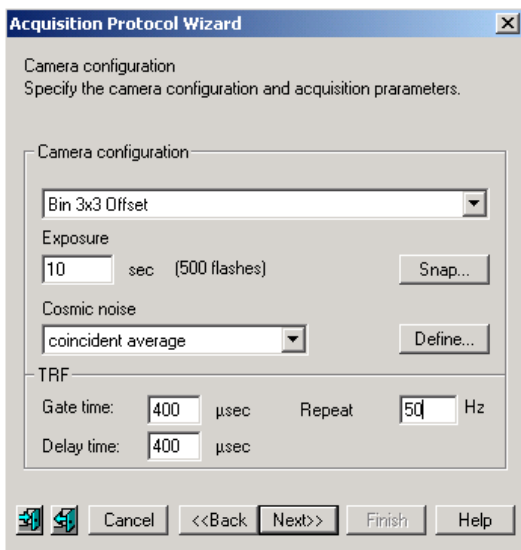 Acquisition Protocol Wizard
Camera configuration
Specify the camera configuration and acquisition prarameters.
Camera configuration
Bin 3x3 Offset
Exposure
10 sec (500 flashes) Snap...
Cosmic noise
coincident average Define...
TRF
Gate time: 400 µsec Repeat 50 Hz
Delay time: 400 µsec
Cancel <<Back Next>> Finish Help